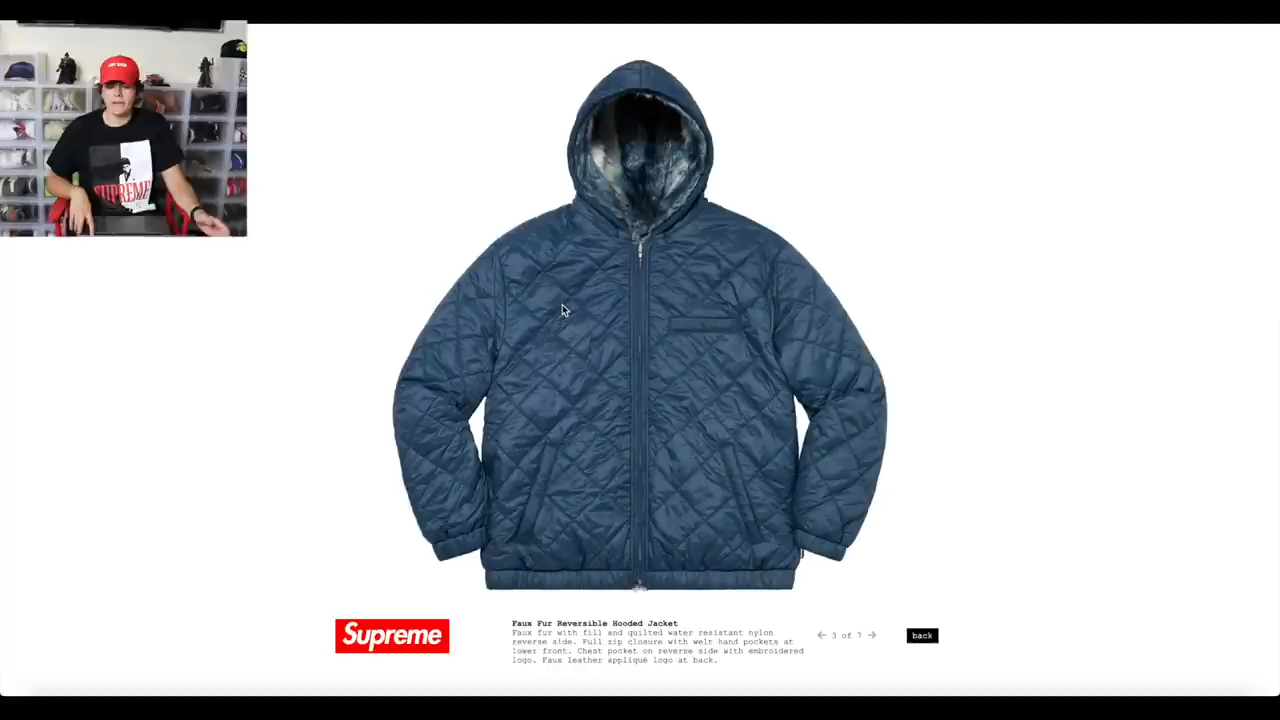 SUPREME
Supreme
Faux Fur Reversible Hooded Jacket
Faux fur with fill and quilted water resistant nylon
reverse side. Full zip closure with welt hand pockets at
lower front. Chest pocket on reverse side with embroidered
logo. Faux leather appliqué logo at back.
3 of 7
back